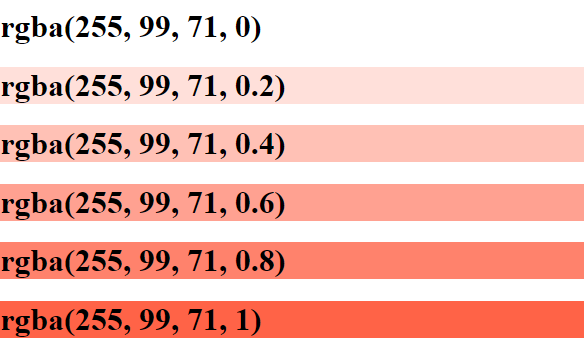 rgba(255, 99, 71, 0)
rgba(255, 99, 71, 0.2)
rgba(255, 99, 71, 0.4)
rgba(255, 99, 71, 0.6)
rgba(255, 99, 71, 0.8)
rgba(255, 99, 71, 1)